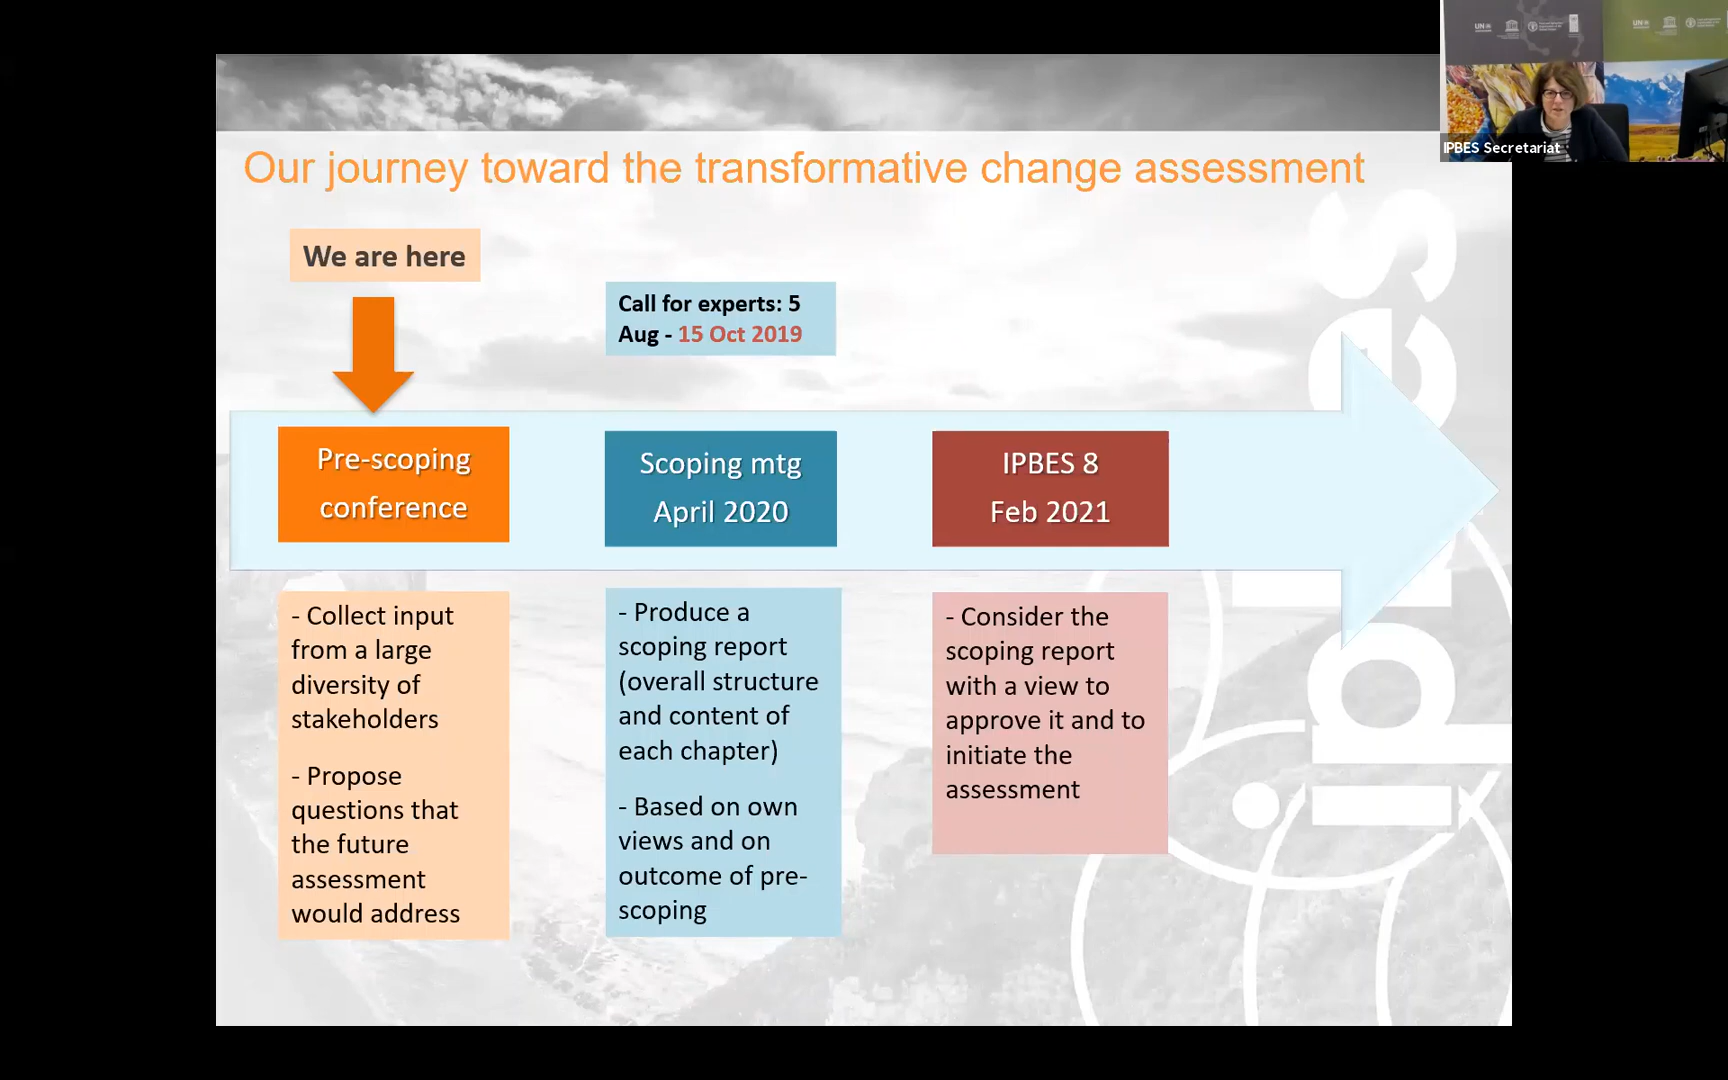 Our journey toward the transformative change assessment
We are here
Call for experts: 5
Aug - 15 Oct 2019
Pre-scoping
conference
Scoping mtg
April 2020
IPBES 8
Feb 2021
- Collect input
from a large
diversity of
stakeholders
- Propose
questions that
the future
assessment
would address
- Produce a
scoping report
(overall structure
and content of
each chapter)
- Based on own
views and on
outcome of pre-
scoping
- Consider the
scoping report
with a view to
approve it and to
initiate the
assessment
ipbes
UN
UN
IPBES Secretariat